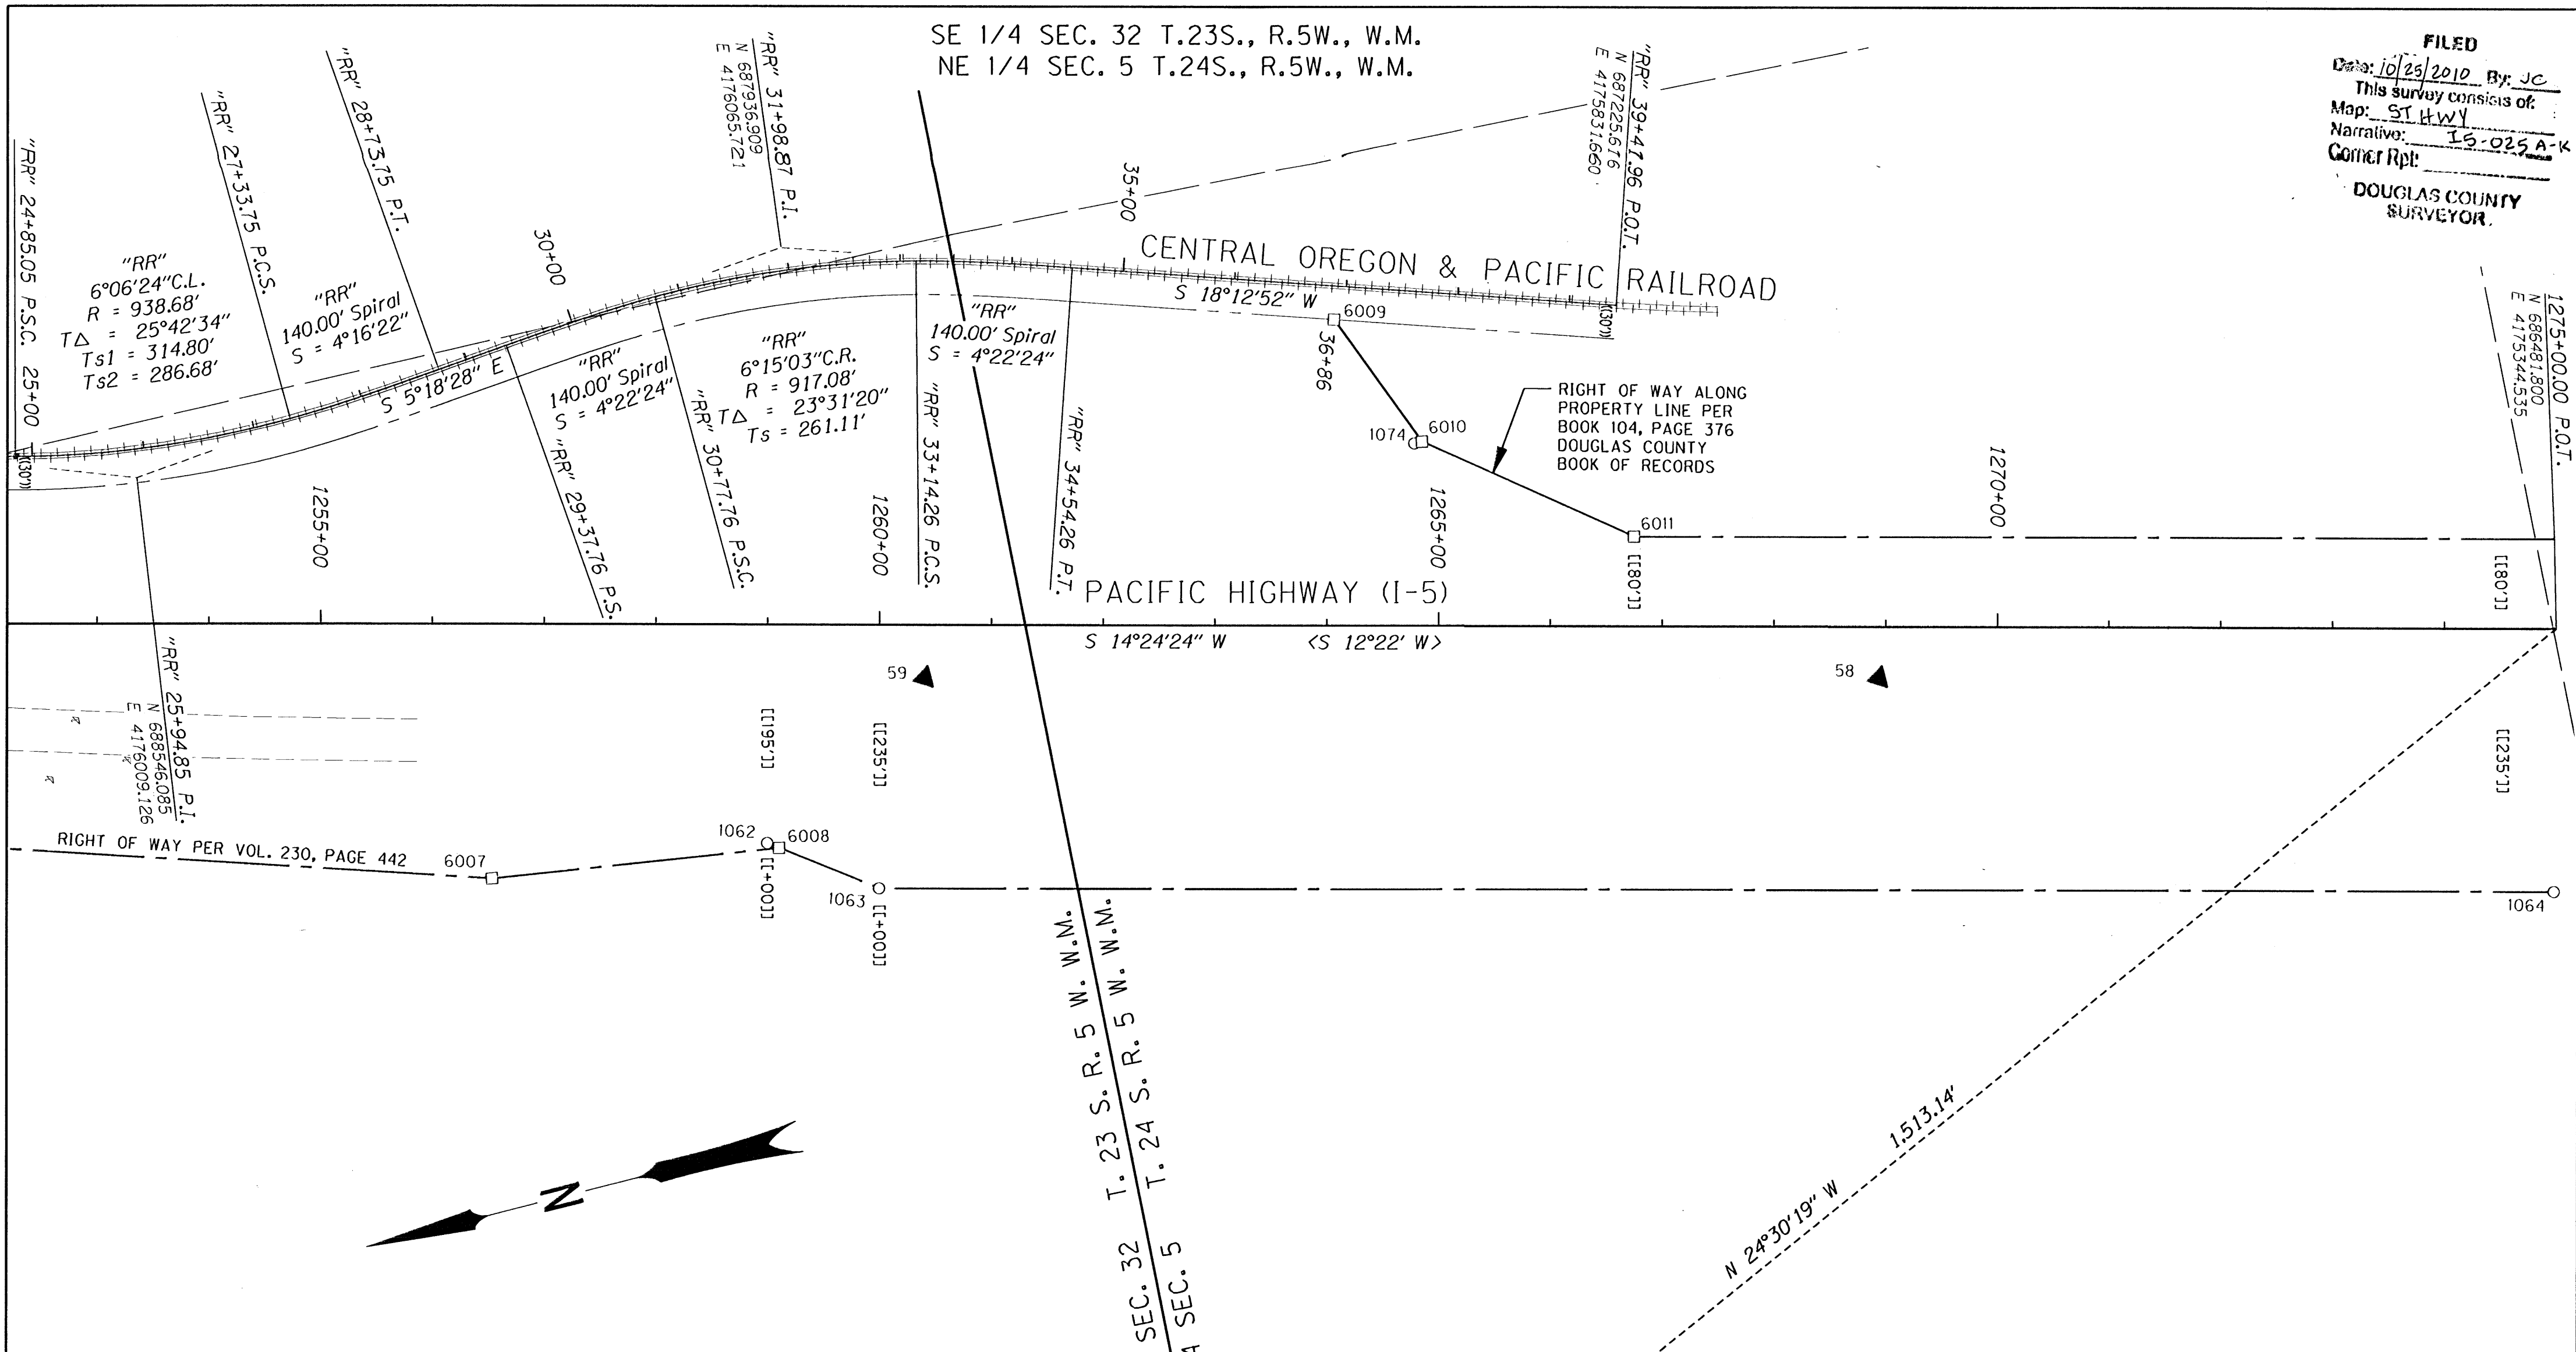 SE 1/4 SEC. 32 T.23S., R.5W., W.M.
NE 1/4 SEC. 5 T.24S., R.5W., W.M.
FILED
Date: 10/25/2010 By: JC
This survey consists of:
Map: ST HWY
Narrative: I5-025 A-K
Corner Rpt:
DOUGLAS COUNTY
SURVEYOR.
"RR" 24+85.05 P.S.C.
25+00
((30'))
"RR"
6°06'24"C.L.
R = 938.68'
T△ = 25°42'34"
Ts1 = 314.80'
Ts2 = 286.68'
"RR" 27+33.75 P.C.S.
"RR"
140.00' Spiral
S = 4°16'22"
"RR" 28+73.75 P.T.
S 5°18'28" E
30+00
"RR" 29+37.76 P.S.
"RR"
140.00' Spiral
S = 4°22'24"
"RR" 30+77.76 P.S.C.
"RR" 31+98.87 P.I.
N 687936.909
E 4176065.721
"RR"
6°15'03"C.R.
R = 917.08'
T△ = 23°31'20"
Ts = 261.11'
"RR" 33+14.26 P.C.S.
"RR"
140.00' Spiral
S = 4°22'24"
"RR" 34+54.26 P.T.
35+00
CENTRAL OREGON & PACIFIC RAILROAD
S 18°12'52" W
"RR" 39+47.96 P.O.T.
N 687225.616
E 4175831.660
((30'))
6009
36+86
1074
6010
RIGHT OF WAY ALONG
PROPERTY LINE PER
BOOK 104, PAGE 376
DOUGLAS COUNTY
BOOK OF RECORDS
6011
[[80']]
[[80']]
1275+00.00 P.O.T.
N 686481.800
E 4175344.535
1255+00
1260+00
1265+00
1270+00
PACIFIC HIGHWAY (I-5)
S 14°24'24" W <S 12°22' W>
59
58
"RR" 25+94.85 P.I.
N 688546.085
E 4176009.126
[[195']]
[[235']]
[[235']]
RIGHT OF WAY PER VOL. 230, PAGE 442
6007
1062
6008
[[+00]]
1063
[[+00]]
1064
SEC. 32 T. 23 S. R. 5 W. W.M.
SEC. 5 T. 24 S. R. 5 W. W.M.
N
N 24°30'19" W 1,513.14'